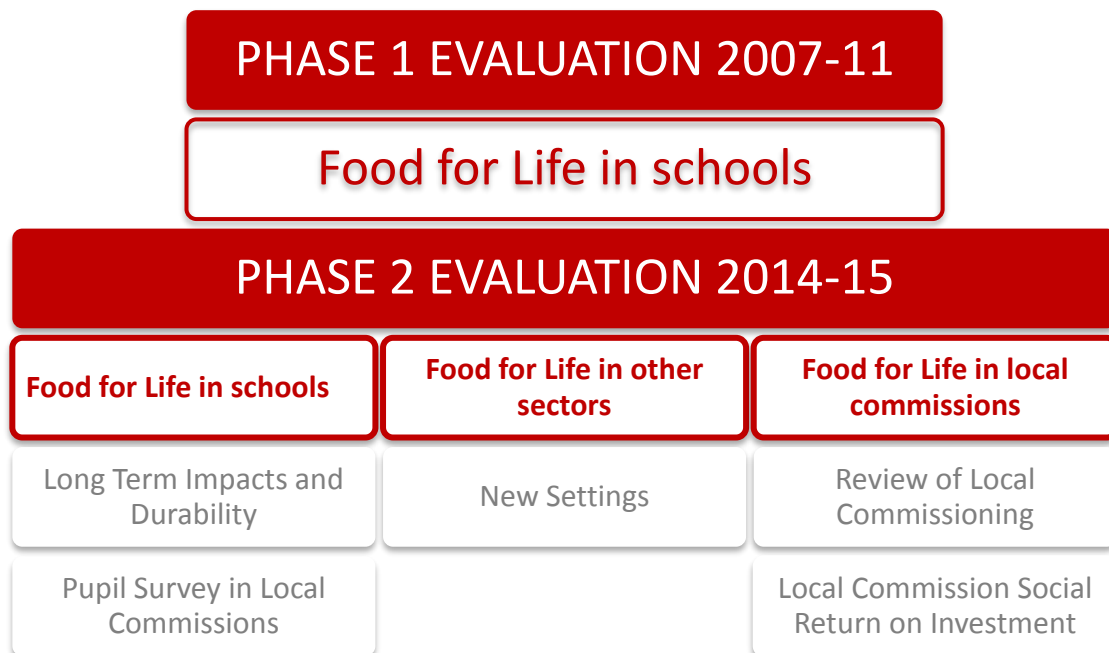 PHASE 1 EVALUATION 2007-11
Food for Life in schools
PHASE 2 EVALUATION 2014-15
Food for Life in schools
Long Term Impacts and
Durability
Pupil Survey in Local
Commissions
Food for Life in other
sectors
New Settings
Food for Life in local
commissions
Review of Local
Commissioning
Local Commission Social
Return on Investment